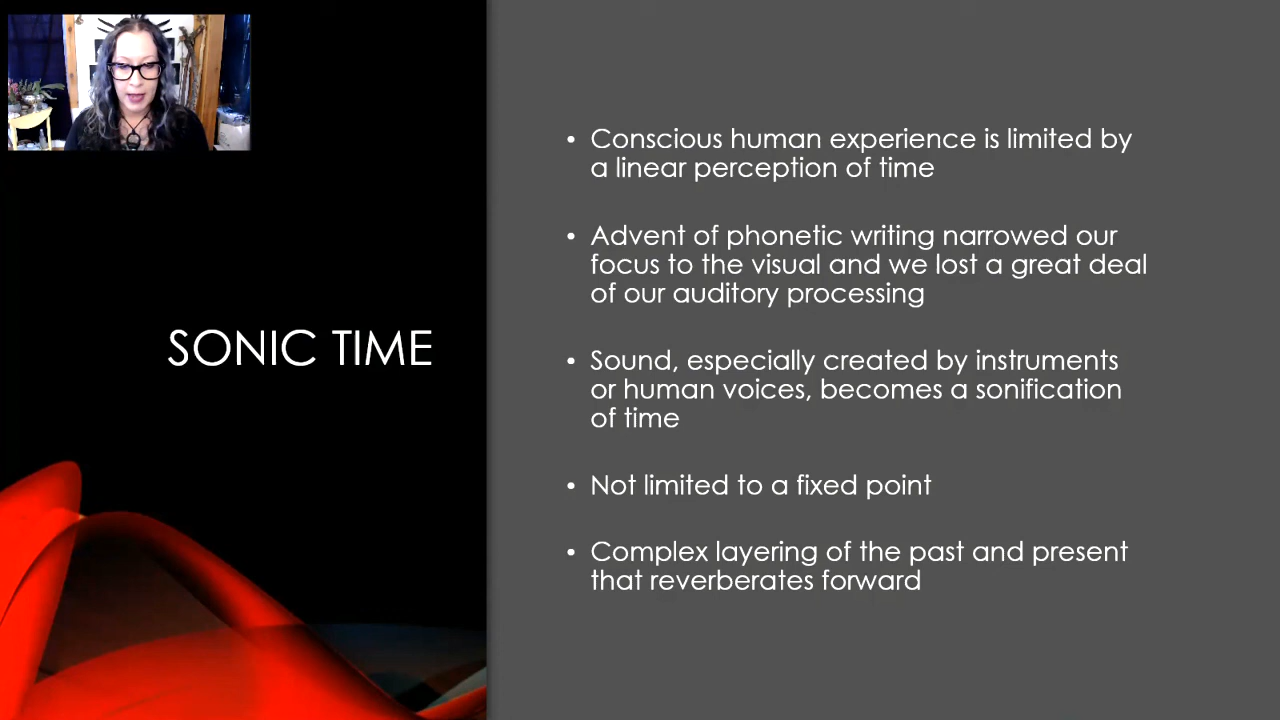 SONIC TIME
• Conscious human experience is limited by
a linear perception of time
• Advent of phonetic writing narrowed our
focus to the visual and we lost a great deal
of our auditory processing
• Sound, especially created by instruments
or human voices, becomes a sonification
of time
• Not limited to a fixed point
• Complex layering of the past and present
that reverberates forward